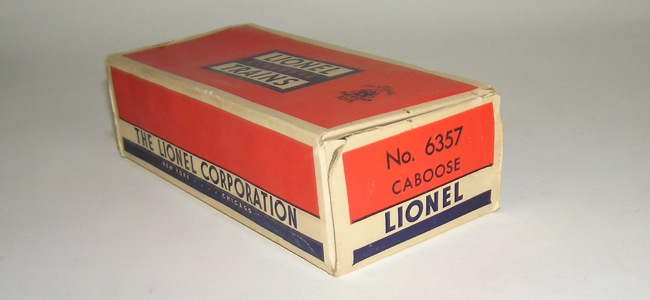 LIONEL
TRAINS
THE LIONEL CORPORATION
NEW YORK
CHICAGO
No. 6357
CABOOSE
LIONEL